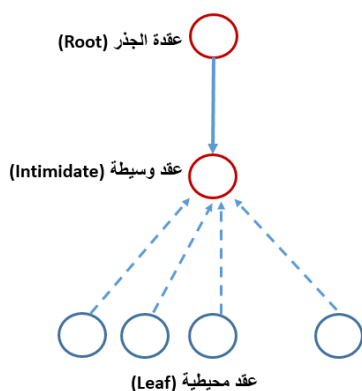 عقدة الجذر (Root)
عقد وسيطة (Intimidate)
عقد محيطية (Leaf)